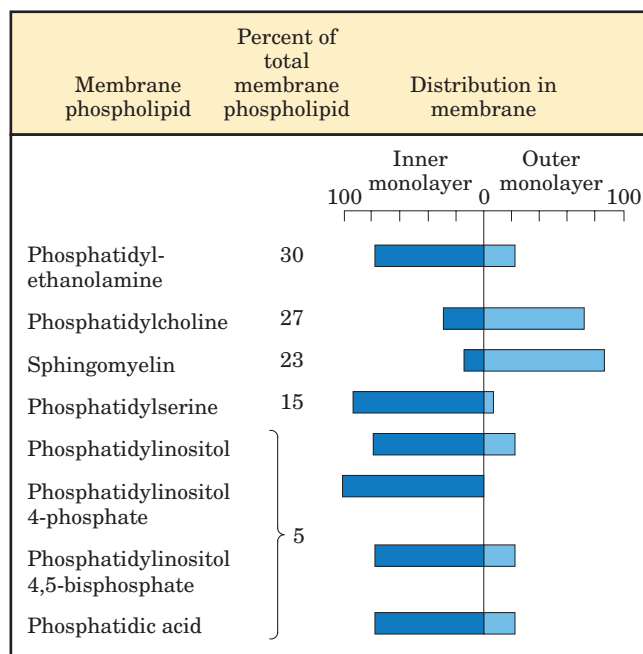 Membrane
phospholipid
Percent of
total
membrane
phospholipid
Distribution in
membrane
Inner
monolayer
Outer
monolayer
100 0 100
Phosphatidyl-
ethanolamine
30
Phosphatidylcholine 27
Sphingomyelin 23
Phosphatidylserine 15
Phosphatidylinositol
Phosphatidylinositol
4-phosphate
5
Phosphatidylinositol
4,5-bisphosphate
Phosphatidic acid